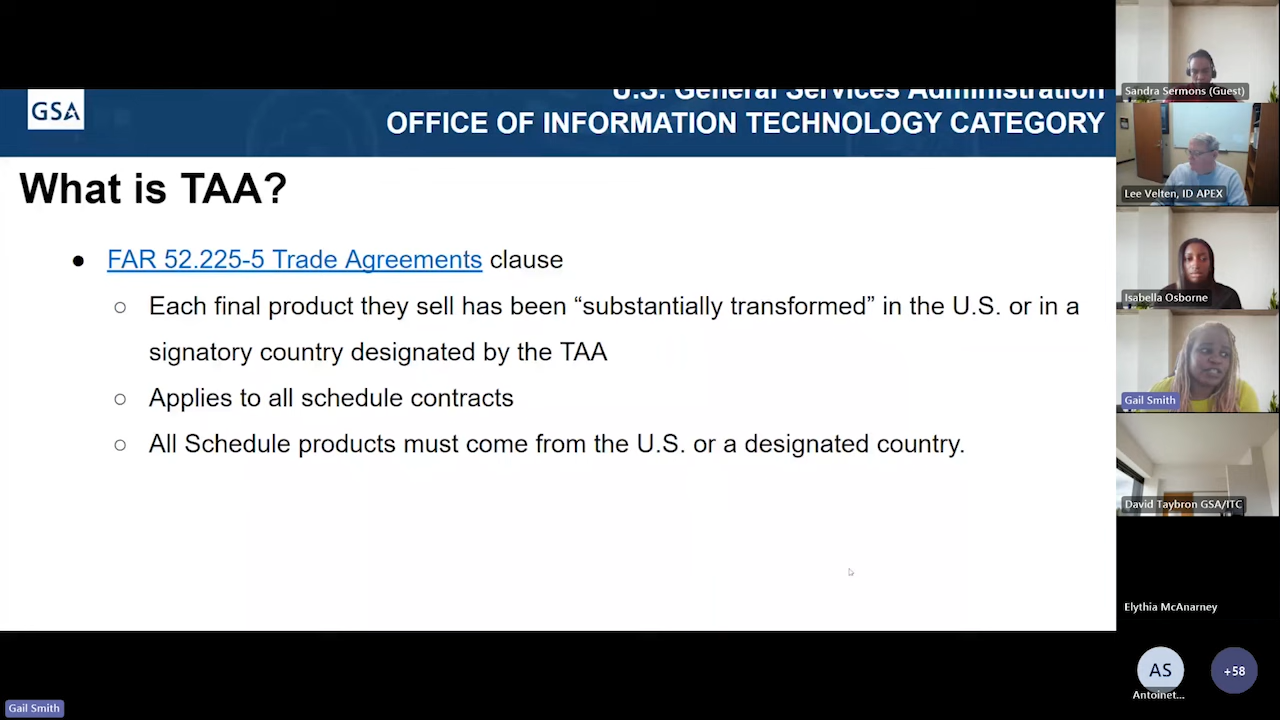 GSA
U.S. General Services Administration
OFFICE OF INFORMATION TECHNOLOGY CATEGORY
What is TAA?
● FAR 52.225-5 Trade Agreements clause
○ Each final product they sell has been “substantially transformed” in the U.S. or in a
signatory country designated by the TAA
○ Applies to all schedule contracts
○ All Schedule products must come from the U.S. or a designated country.
Sandra Sermons (Guest)
Lee Velten, ID APEX
Isabella Osborne
Gail Smith
David Taybron GSA/ITC
Elythia McAnarney
AS
Antoinet...
+58
Gail Smith